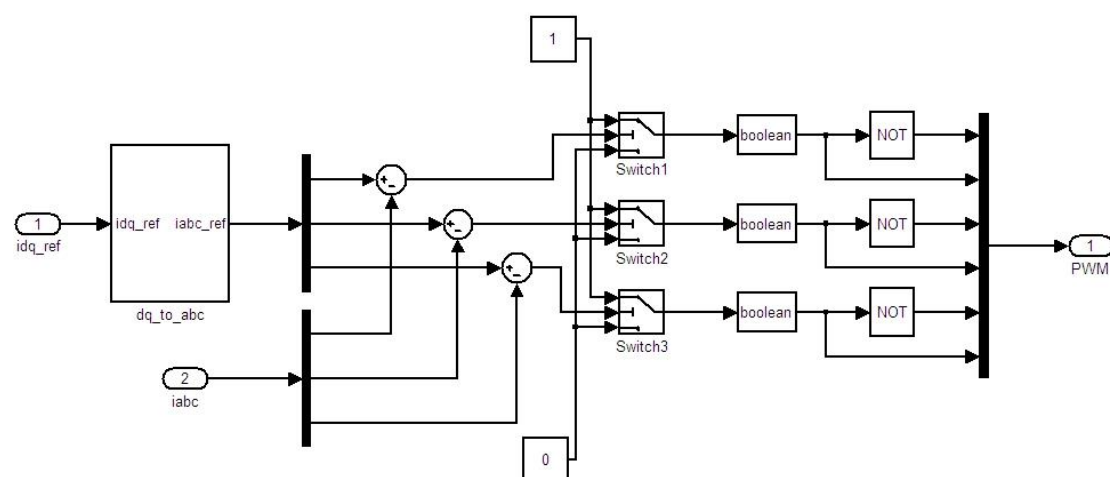 1
1
idq_ref
idq_ref iabc_ref
dq_to_abc
2
iabc
+
-
+
-
+
-
Switch1
boolean
NOT
Switch2
boolean
NOT
Switch3
boolean
NOT
0
1
PWM